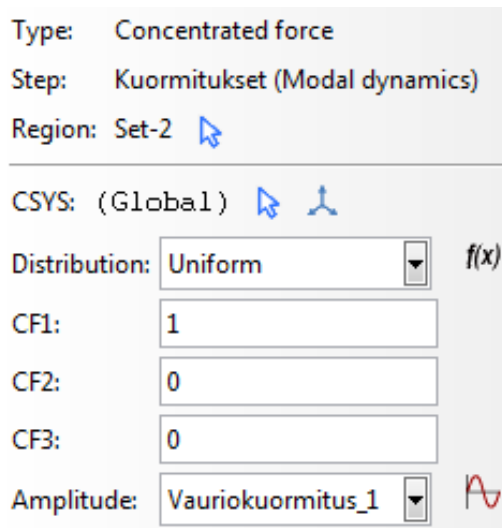 Type: Concentrated force
Step: Kuormitukset (Modal dynamics)
Region: Set-2
CSYS: (Global)
Distribution: Uniform f(x)
CF1: 1
CF2: 0
CF3: 0
Amplitude: Vauriokuormitus_1